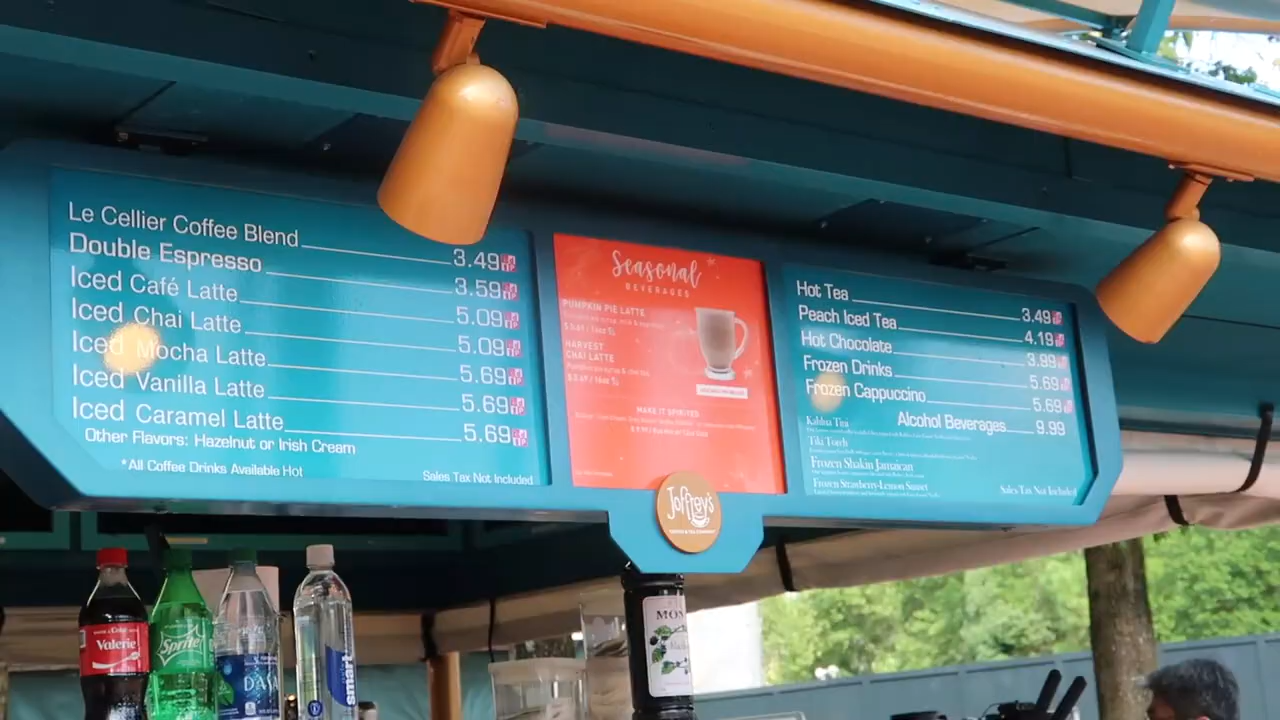 Le Cellier Coffee Blend 3.49
Double Espresso 3.59
Iced Café Latte 5.09
Iced Chai Latte 5.09
Iced Mocha Latte 5.69
Iced Vanilla Latte 5.69
Iced Caramel Latte 5.69
Other Flavors: Hazelnut or Irish Cream
*All Coffee Drinks Available Hot
Sales Tax Not Included
Seasonal
BEVERAGES
PUMPKIN PIE LATTE
HARVEST
CHAI LATTE
MAKE IT SPIRITED
Hot Tea 3.49
Peach Iced Tea 4.19
Hot Chocolate 3.99
Frozen Drinks 5.69
Frozen Cappuccino 5.69
Alcohol Beverages 9.99
Kahlua Tini
Tiki Torch
Frozen Shakin Jamaican
Frozen Strawberry-Lemon Sunset
Sales Tax Not Included
Joffrey's
Valerie
Sprite
smart